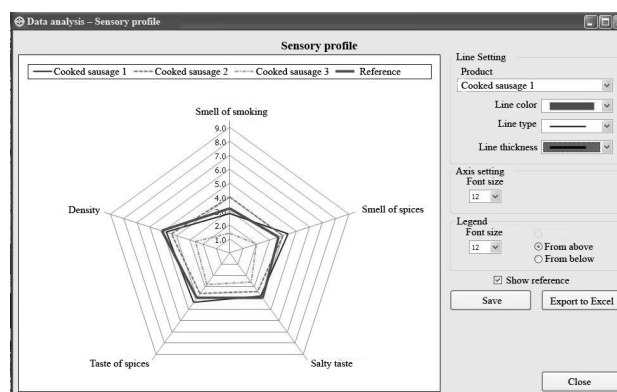 Data analysis – Sensory profile
Sensory profile
Cooked sausage 1 Cooked sausage 2 Cooked sausage 3 Reference
Smell of smoking
9.0
8.0
7.0
6.0
5.0
4.0
3.0
2.0
1.0
Smell of spices
Density
Taste of spices
Salty taste
Line Setting
Product
Cooked sausage 1
Line color
Line type
Line thickness
Axis setting
Font size
12
Legend
Font size
12
From above
From below
Show reference
Save Export to Excel
Close